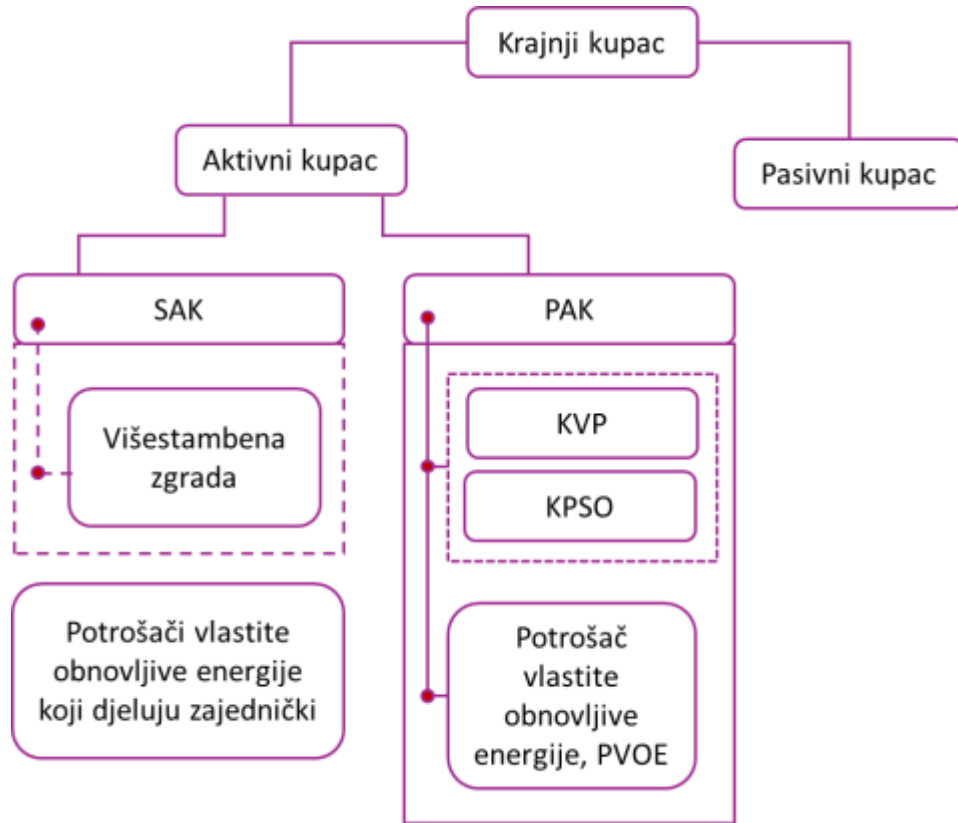 Krajnji kupac
Aktivni kupac
Pasivni kupac
SAK
PAK
Višestambena
zgrada
KVP
KPSO
Potrošači vlastite
obnovljive energije
koji djeluju zajednički
Potrošač
vlastite
obnovljive
energije, PVOE